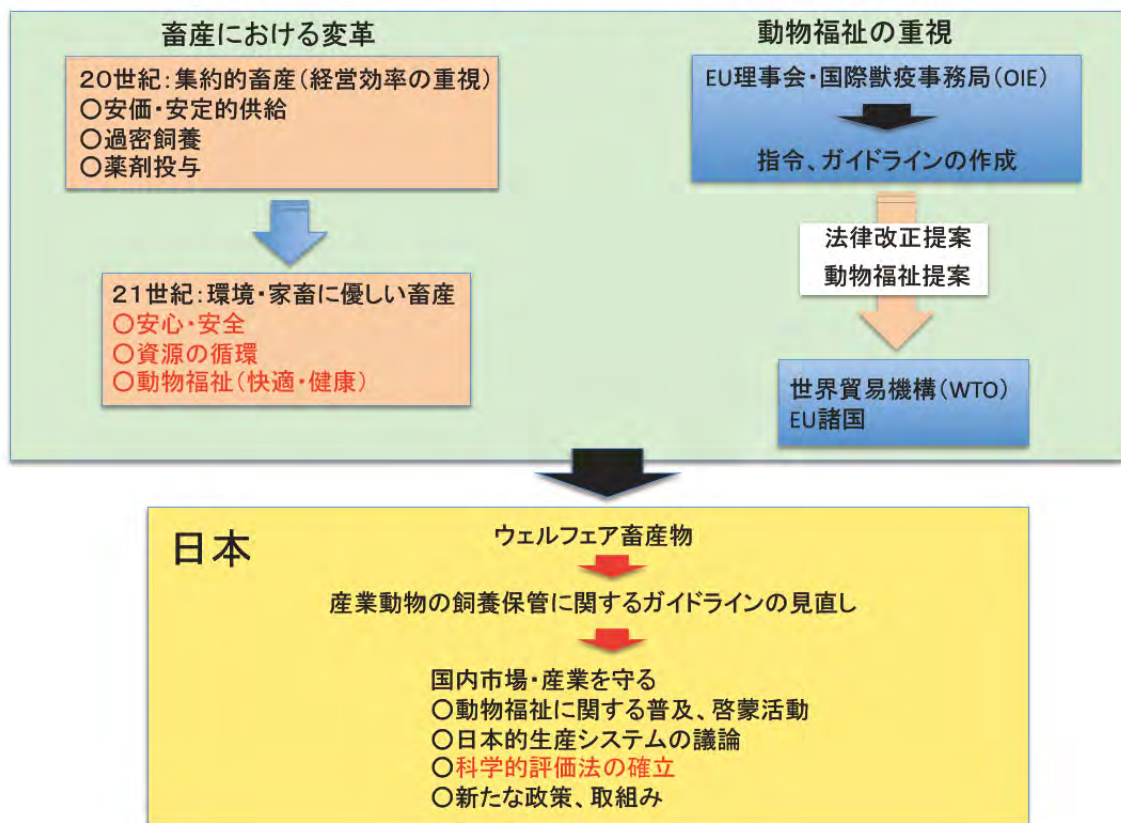 畜産における変革
20世紀:集約的畜産(経営効率の重視)
○安価・安定的供給
○過密飼養
○薬剤投与
21世紀:環境・家畜に優しい畜産
○安心・安全
○資源の循環
○動物福祉(快適・健康)
動物福祉の重視
EU理事会・国際獣疫事務局(OIE)
指令、ガイドラインの作成
法律改正提案
動物福祉提案
世界貿易機構(WTO)
EU諸国
日本
ウェルフェア畜産物
産業動物の飼養保管に関するガイドラインの見直し
国内市場・産業を守る
○動物福祉に関する普及、啓蒙活動
○日本的生産システムの議論
○科学的評価法の確立
○新たな政策、取組み